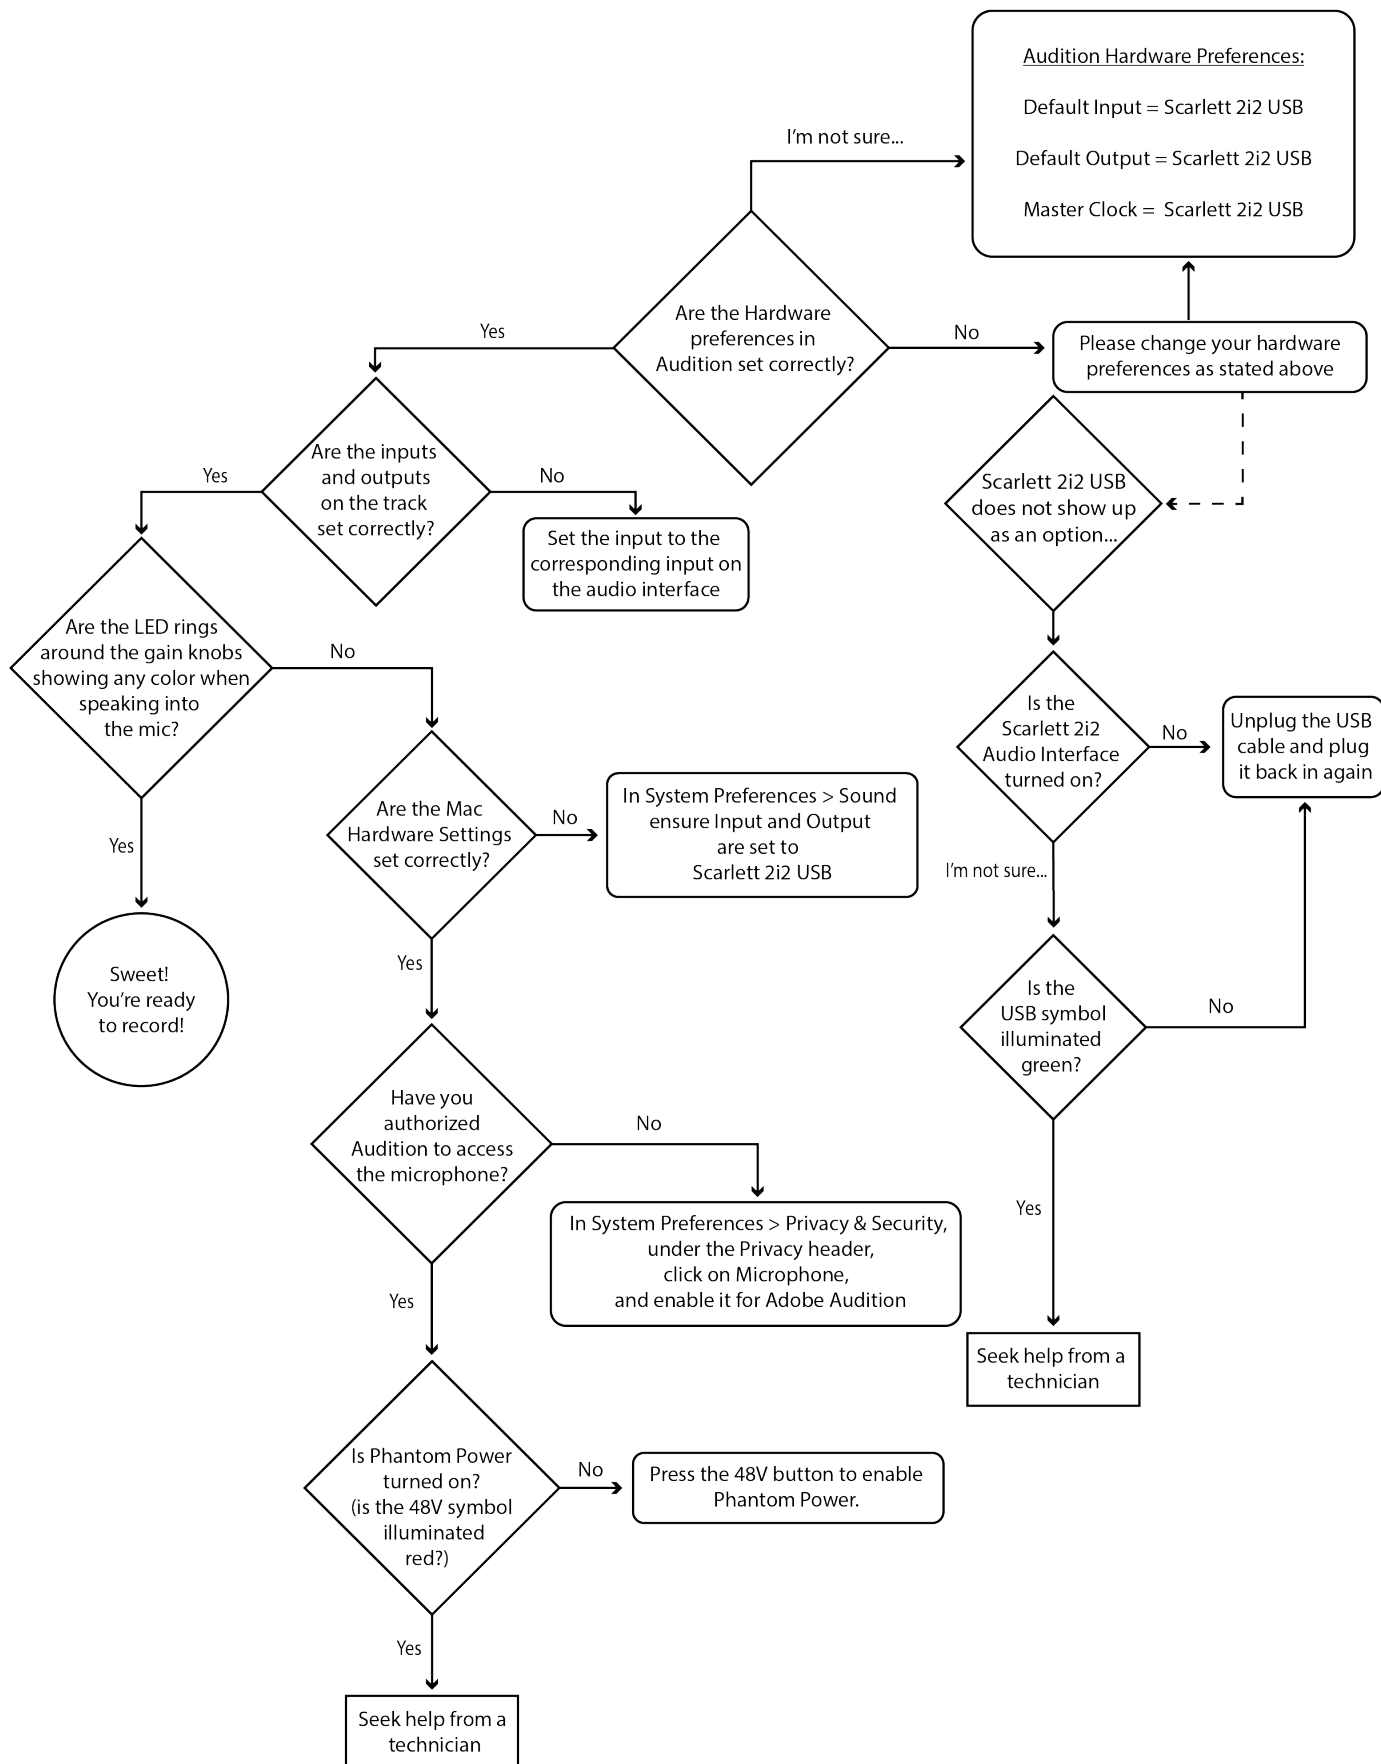 Audition Hardware Preferences:
Default Input = Scarlett 2i2 USB
Default Output = Scarlett 2i2 USB
Master Clock =  Scarlett 2i2 USB
I'm not sure...
Are the Hardware
preferences in
Audition set correctly?
Yes
No
Please change your hardware
preferences as stated above
Are the inputs
and outputs
on the track
set correctly?
Yes
No
Set the input to the
corresponding input on
the audio interface
Scarlett 2i2 USB
does not show up
as an option...
Are the LED rings
around the gain knobs
showing any color when
speaking into
the mic?
No
Yes
Sweet!
You're ready
to record!
Is the
Scarlett 2i2
Audio Interface
turned on?
No
Unplug the USB
cable and plug
it back in again
I'm not sure...
Are the Mac
Hardware Settings
set correctly?
No
In System Preferences > Sound
ensure Input and Output
are set to
Scarlett 2i2 USB
Yes
Is the
USB symbol
illuminated
green?
No
Yes
Seek help from a
technician
Have you
authorized
Audition to access
the microphone?
No
In System Preferences > Privacy & Security,
under the Privacy header,
click on Microphone,
and enable it for Adobe Audition
Yes
Is Phantom Power
turned on?
(is the 48V symbol
illuminated
red?)
No
Press the 48V button to enable
Phantom Power.
Yes
Seek help from a
technician